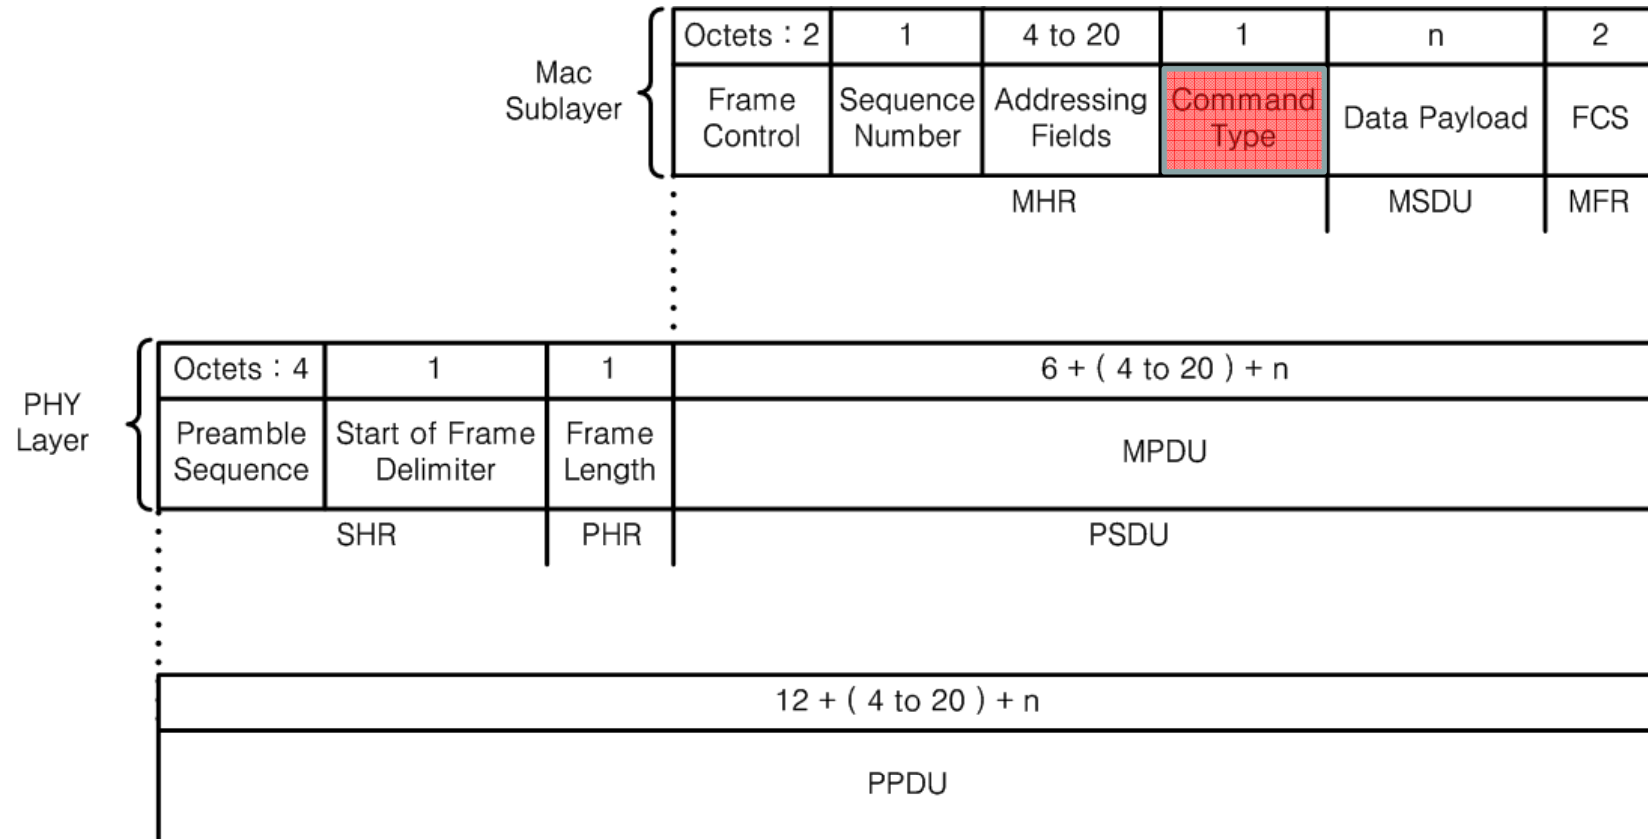 Octets : 2 1 4 to 20 1 n 2
Mac
Sublayer
Frame
Control
Sequence
Number
Addressing
Fields
Command
Type
Data Payload
FCS
MHR MSDU MFR
Octets : 4 1 1 6 + ( 4 to 20 ) + n
PHY
Layer
Preamble
Sequence
Start of Frame
Delimiter
Frame
Length
MPDU
SHR PHR PSDU
12 + ( 4 to 20 ) + n
PPDU